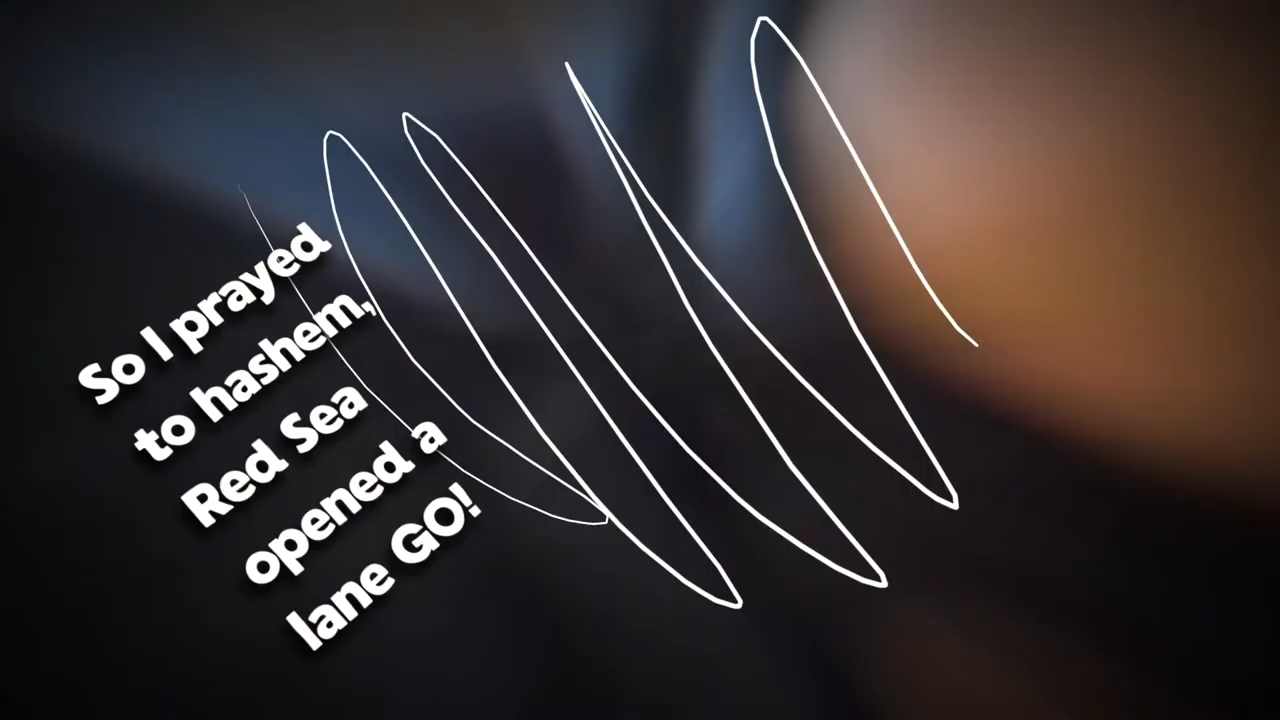 So I prayed
to hashem,
Red Sea
opened a
lane GO!